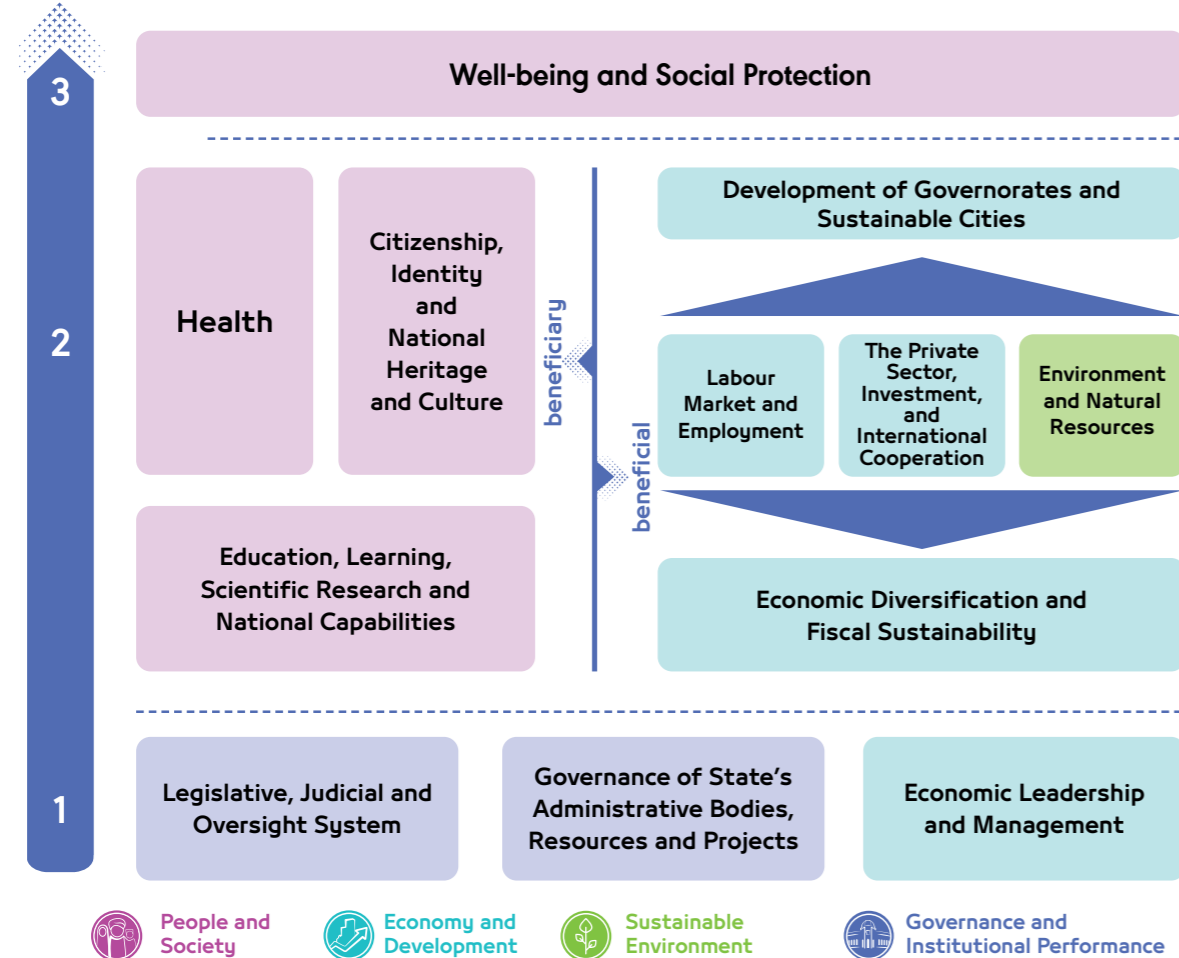 3
Well-being and Social Protection
2
Health
Citizenship,
Identity
and
National
Heritage
and Culture
Education, Learning,
Scientific Research and
National Capabilities
beneficiary
beneficial
Development of Governorates and
Sustainable Cities
Labour
Market and
Employment
The Private
Sector,
Investment,
and
International
Cooperation
Environment
and Natural
Resources
Economic Diversification and
Fiscal Sustainability
1
Legislative, Judicial and
Oversight System
Governance of State's
Administrative Bodies,
Resources and Projects
Economic Leadership
and Management
People and
Society
Economy and
Development
Sustainable
Environment
Governance and
Institutional Performance